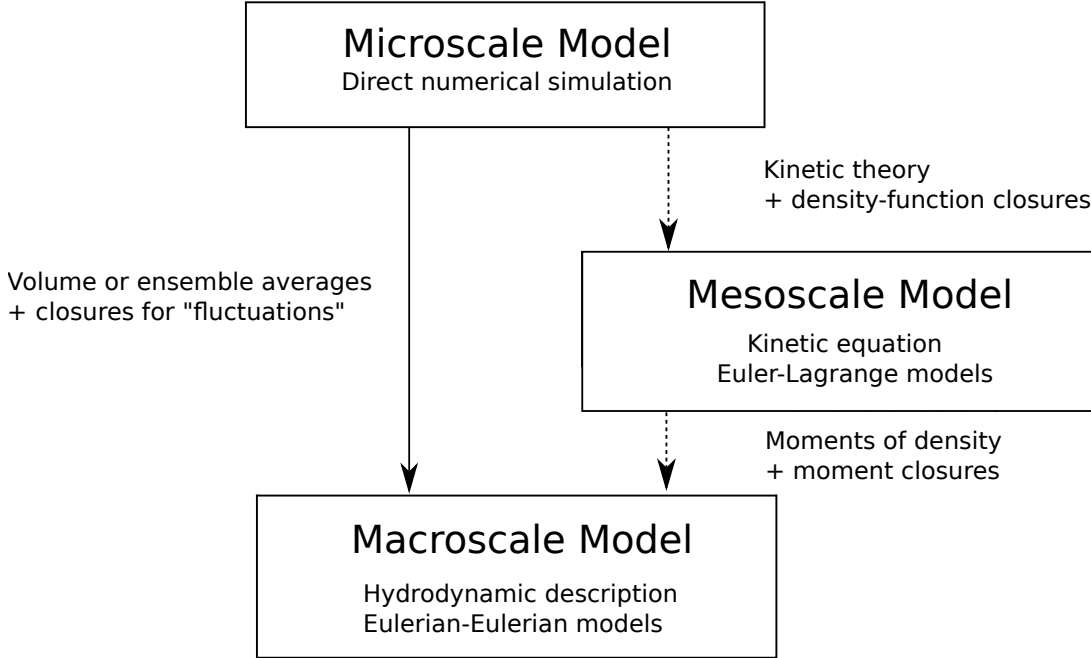 Microscale Model
Direct numerical simulation
Kinetic theory
+ density-function closures
Volume or ensemble averages
+ closures for "fluctuations"
Mesoscale Model
Kinetic equation
Euler-Lagrange models
Moments of density
+ moment closures
Macroscale Model
Hydrodynamic description
Eulerian-Eulerian models